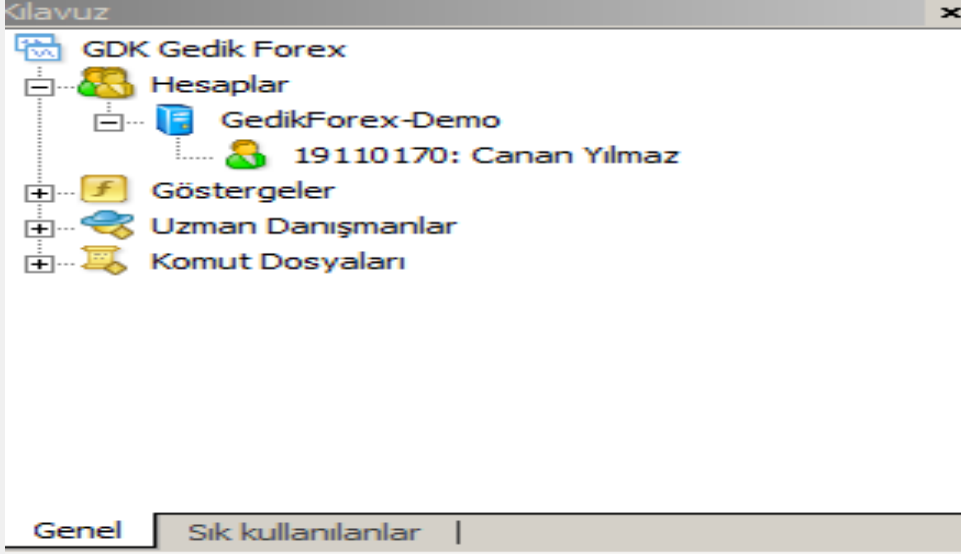 Kılavuz
GDK Gedik Forex
Hesaplar
GedikForex-Demo
19110170: Canan Yılmaz
Göstergeler
Uzman Danışmanlar
Komut Dosyaları
Genel Sık kullanılanlar